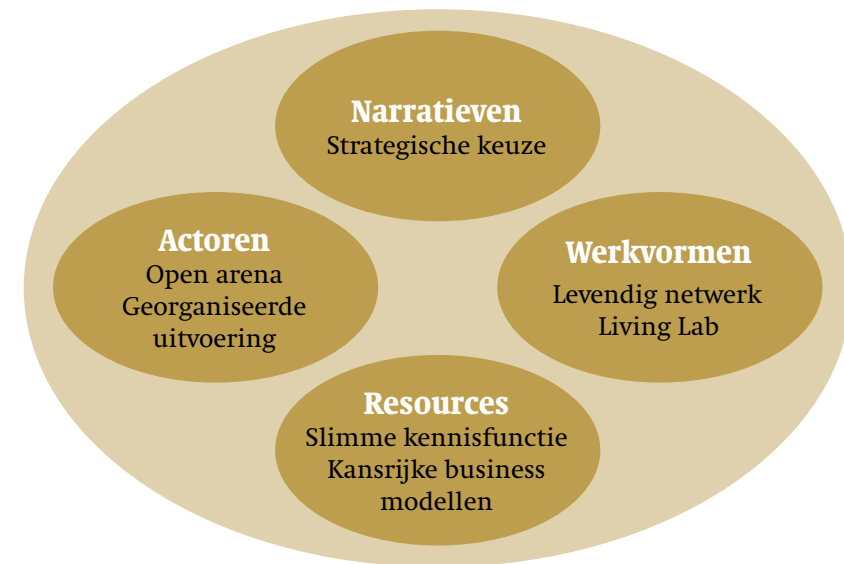 Narratieven
Strategische keuze
Actoren
Open arena
Georganiseerde
uitvoering
Werkvormen
Levendig netwerk
Living Lab
Resources
Slimme kennisfunctie
Kansrijke business
modellen